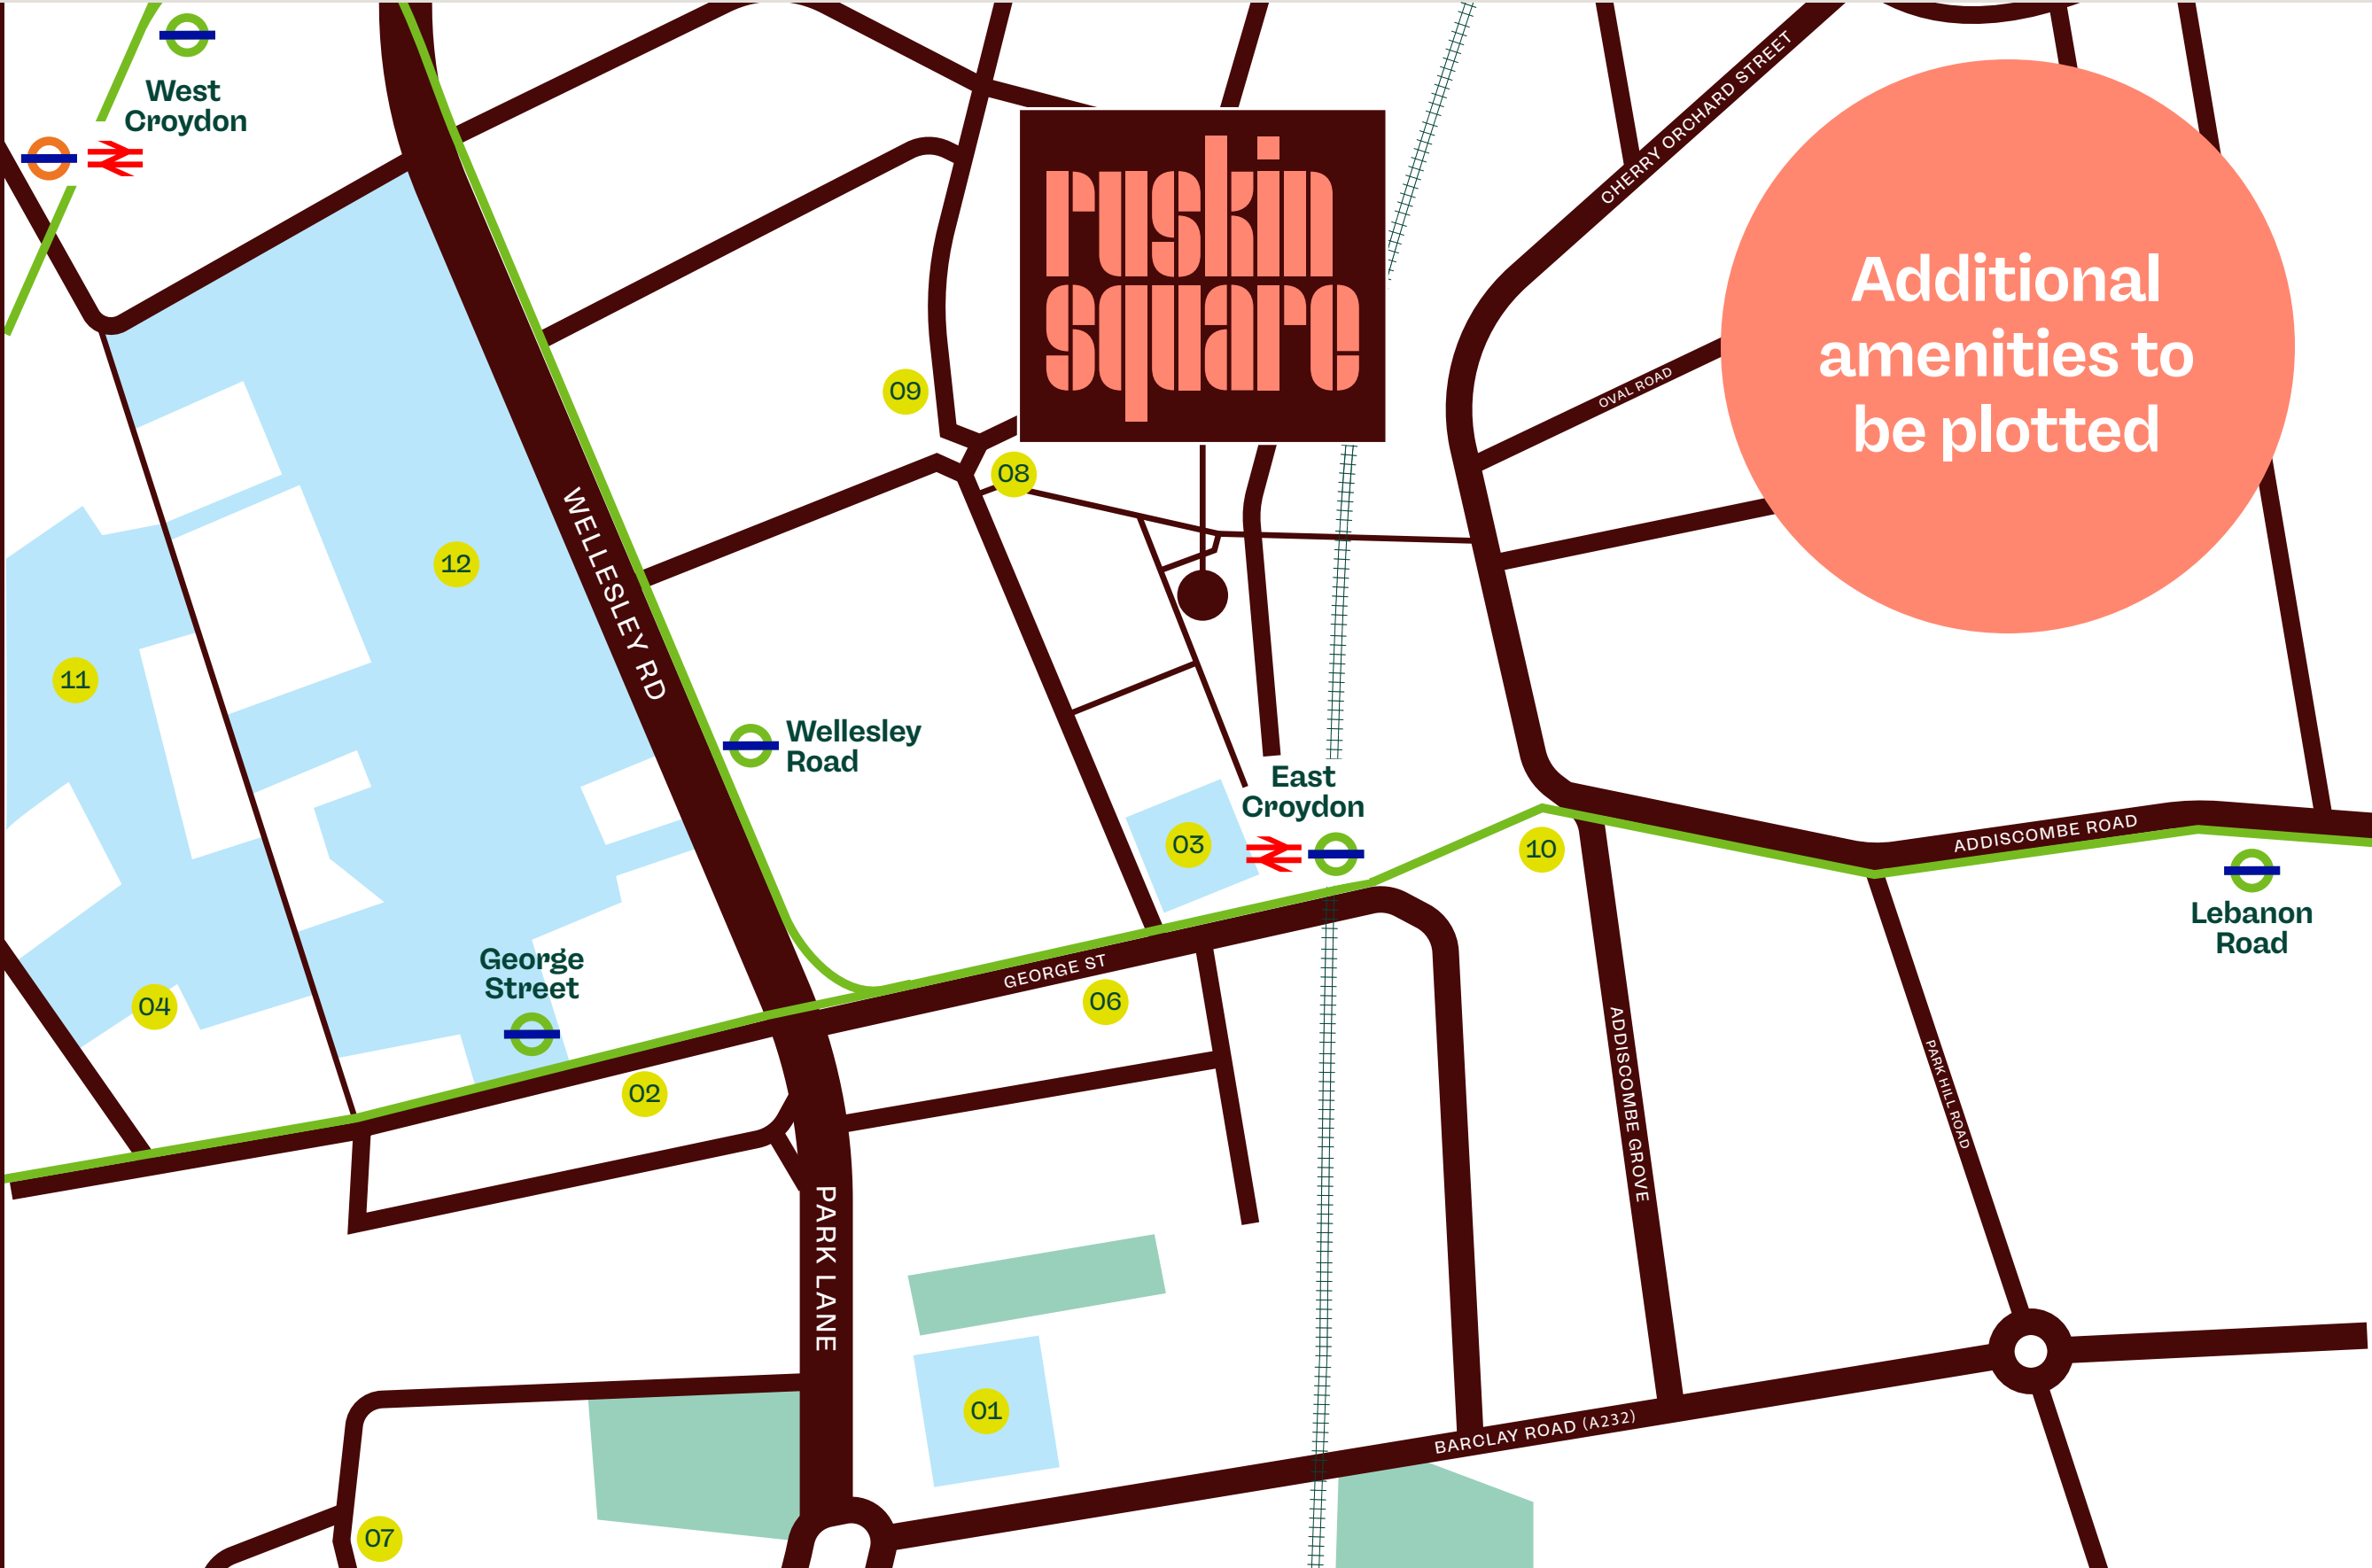 West
Croydon
CHERRY ORCHARD STREET
ruskin
square
Additional
amenities to
be plotted
OVAL ROAD
09
08
12
WELLESLEY RD
11
Wellesley
Road
East
Croydon
03
10
ADDISCOMBE ROAD
Lebanon
Road
George
Street
04
GEORGE ST
06
02
ADDISCOMBE GROVE
PARK HILL ROAD
PARK LANE
01
BARCLAY ROAD (A232)
07